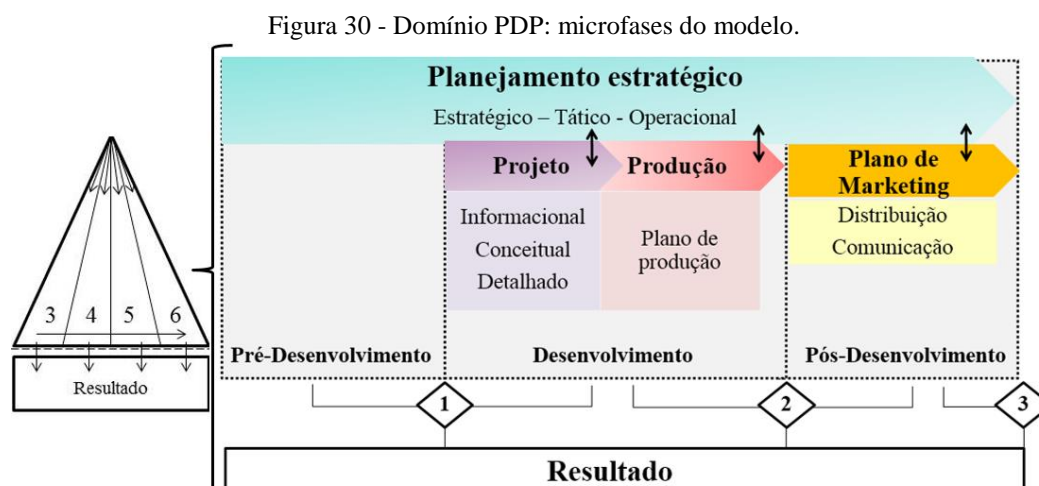 Figura 30 - Domínio PDP: microfases do modelo.
Planejamento estratégico
Estratégico – Tático - Operacional
Projeto
Produção
Plano de
Marketing
Informacional
Conceitual
Detalhado
Plano de
produção
Distribuição
Comunicação
3 4 5 6
Resultado
Pré-Desenvolvimento
Desenvolvimento
Pós-Desenvolvimento
1
2
3
Resultado